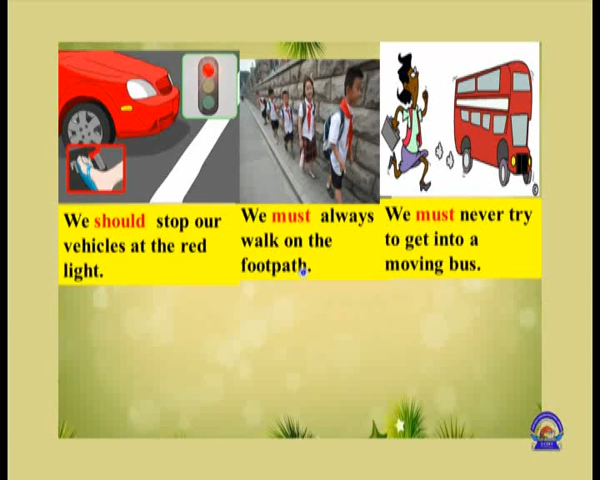 We should stop our
vehicles at the red
light.
We must always
walk on the
footpath.
We must never try
to get into a
moving bus.